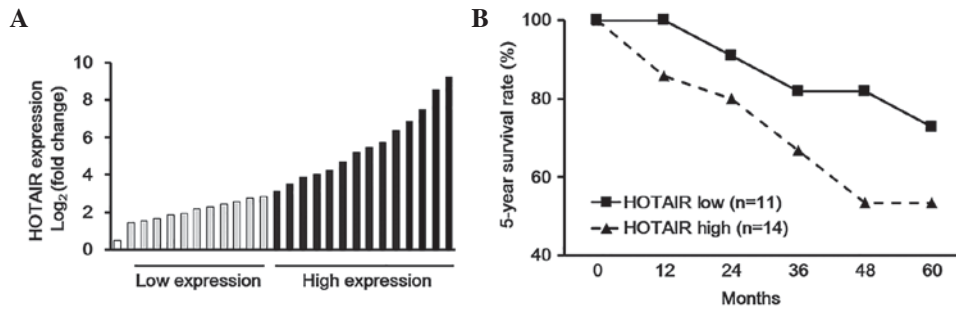 A
HOTAIR expression
Log₂ (fold change)
10
8
6
4
2
0
Low expression
High expression
B
5-year survival rate (%)
100
80
60
40
HOTAIR low (n=11)
HOTAIR high (n=14)
0 12 24 36 48 60
Months